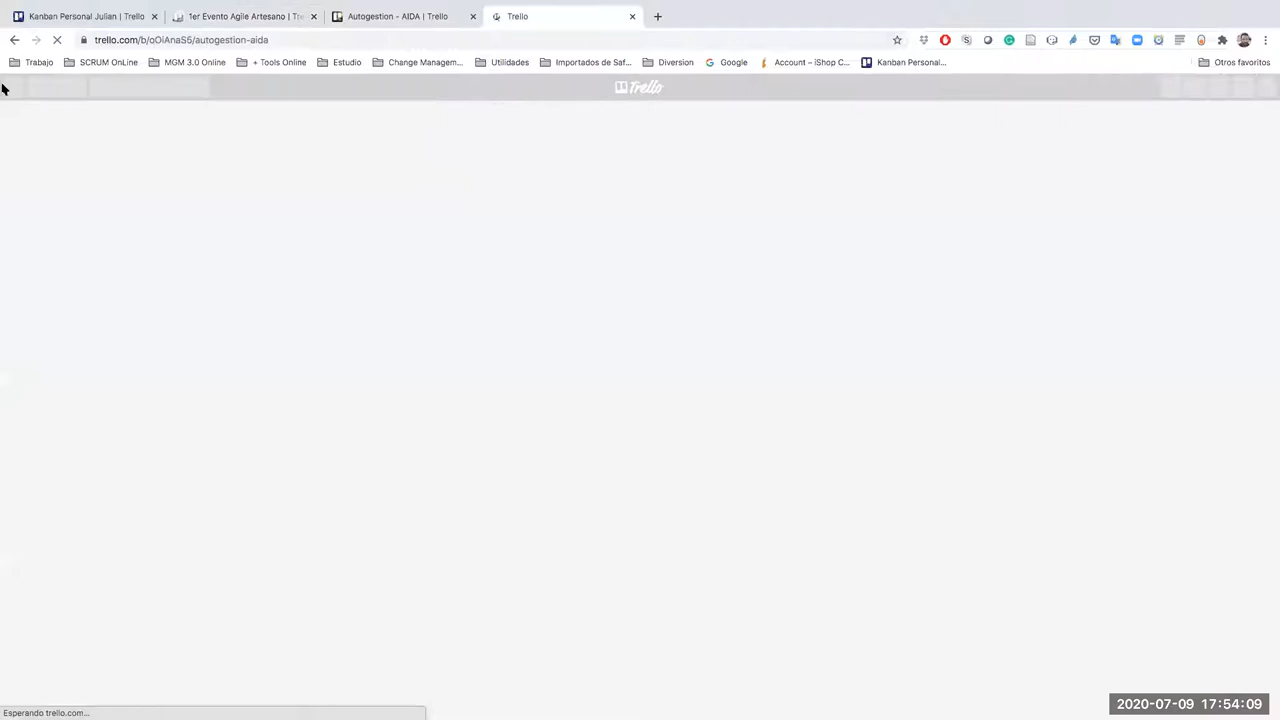 Kanban Personal Julian | Trello
1er Evento Agile Artesano | Tre
Autogestion - AIDA | Trello
Trello
trello.com/b/oOiAnaS5/autogestion-aida
Trabajo
SCRUM OnLine
MGM 3.0 Online
+ Tools Online
Estudio
Change Managem...
Utilidades
Importados de Saf...
Diversion
Google
Account – iShop C...
Kanban Personal...
Otros favoritos
Trello
Esperando trello.com...
2020-07-09 17:54:09